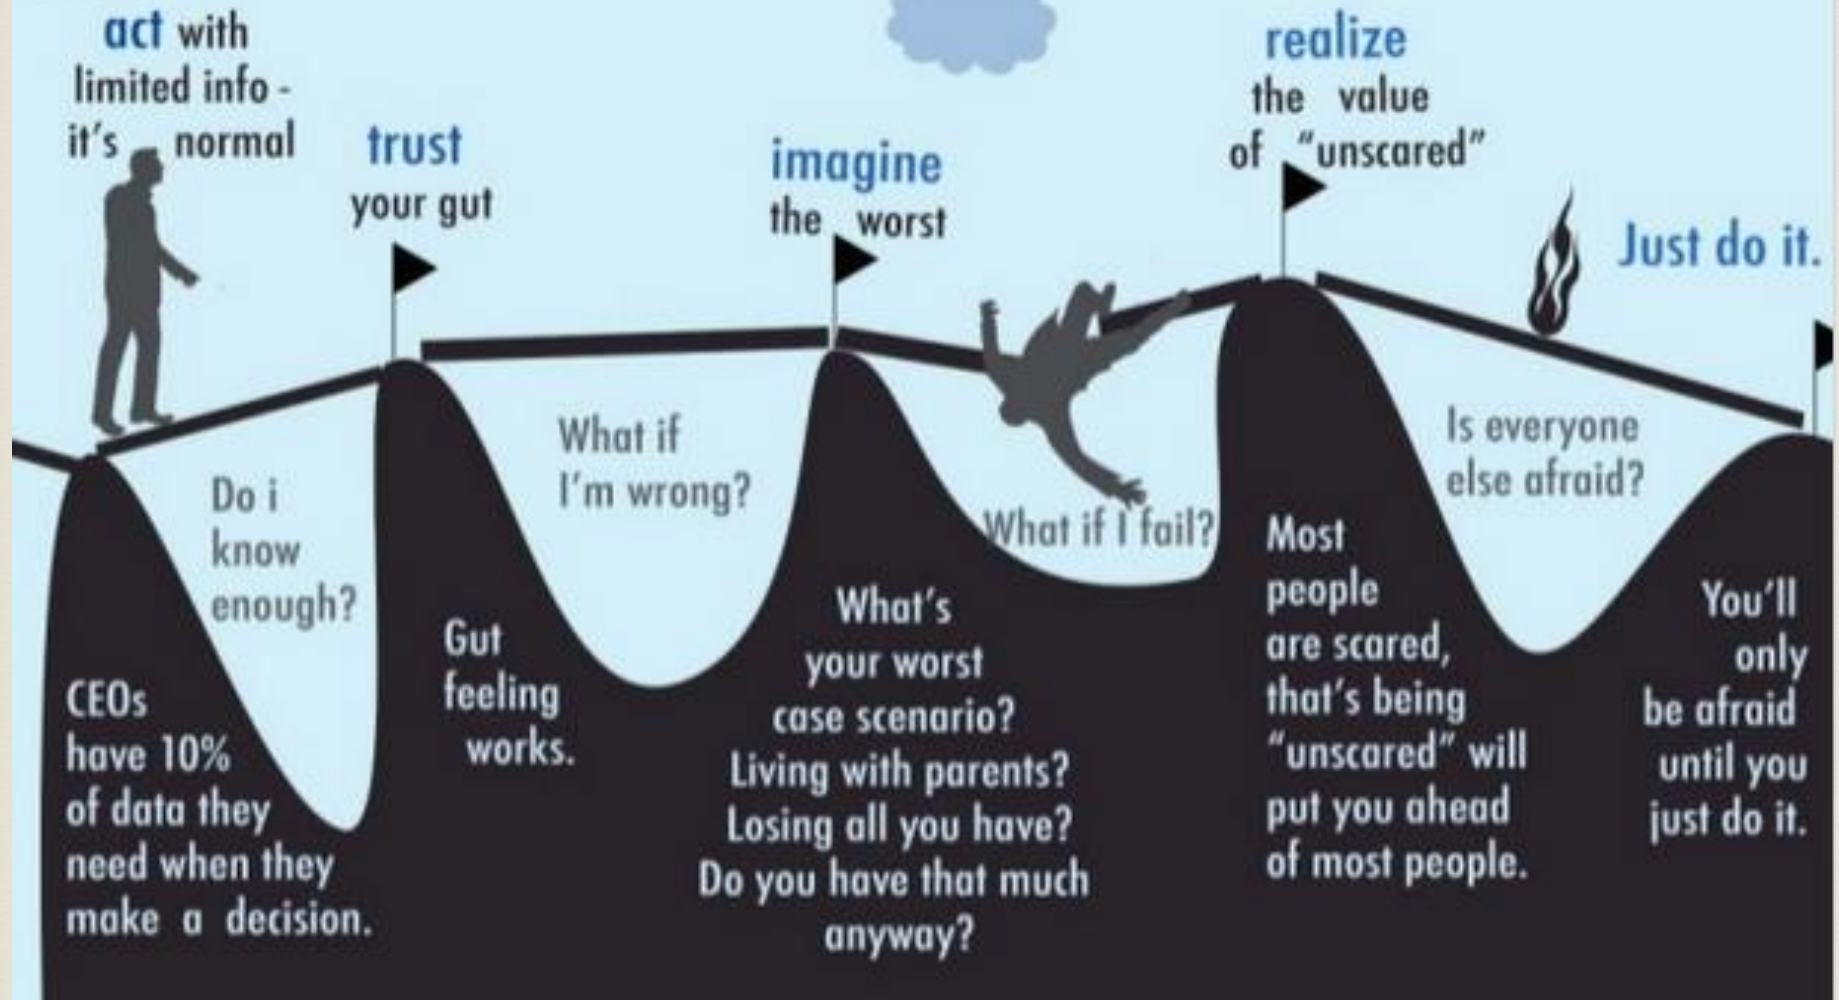 act with
limited info -
it's normal
trust
your gut
imagine
the worst
realize
the value
of "unscared"
Just do it.
Do i
know
enough?
What if
I'm wrong?
What if I fail?
Is everyone
else afraid?
CEOs
have 10%
of data they
need when they
make a decision.
Gut
feeling
works.
What's
your worst
case scenario?
Living with parents?
Losing all you have?
Do you have that much
anyway?
Most
people
are scared,
that's being
"unscared" will
put you ahead
of most people.
You'll
only
be afraid
until you
just do it.